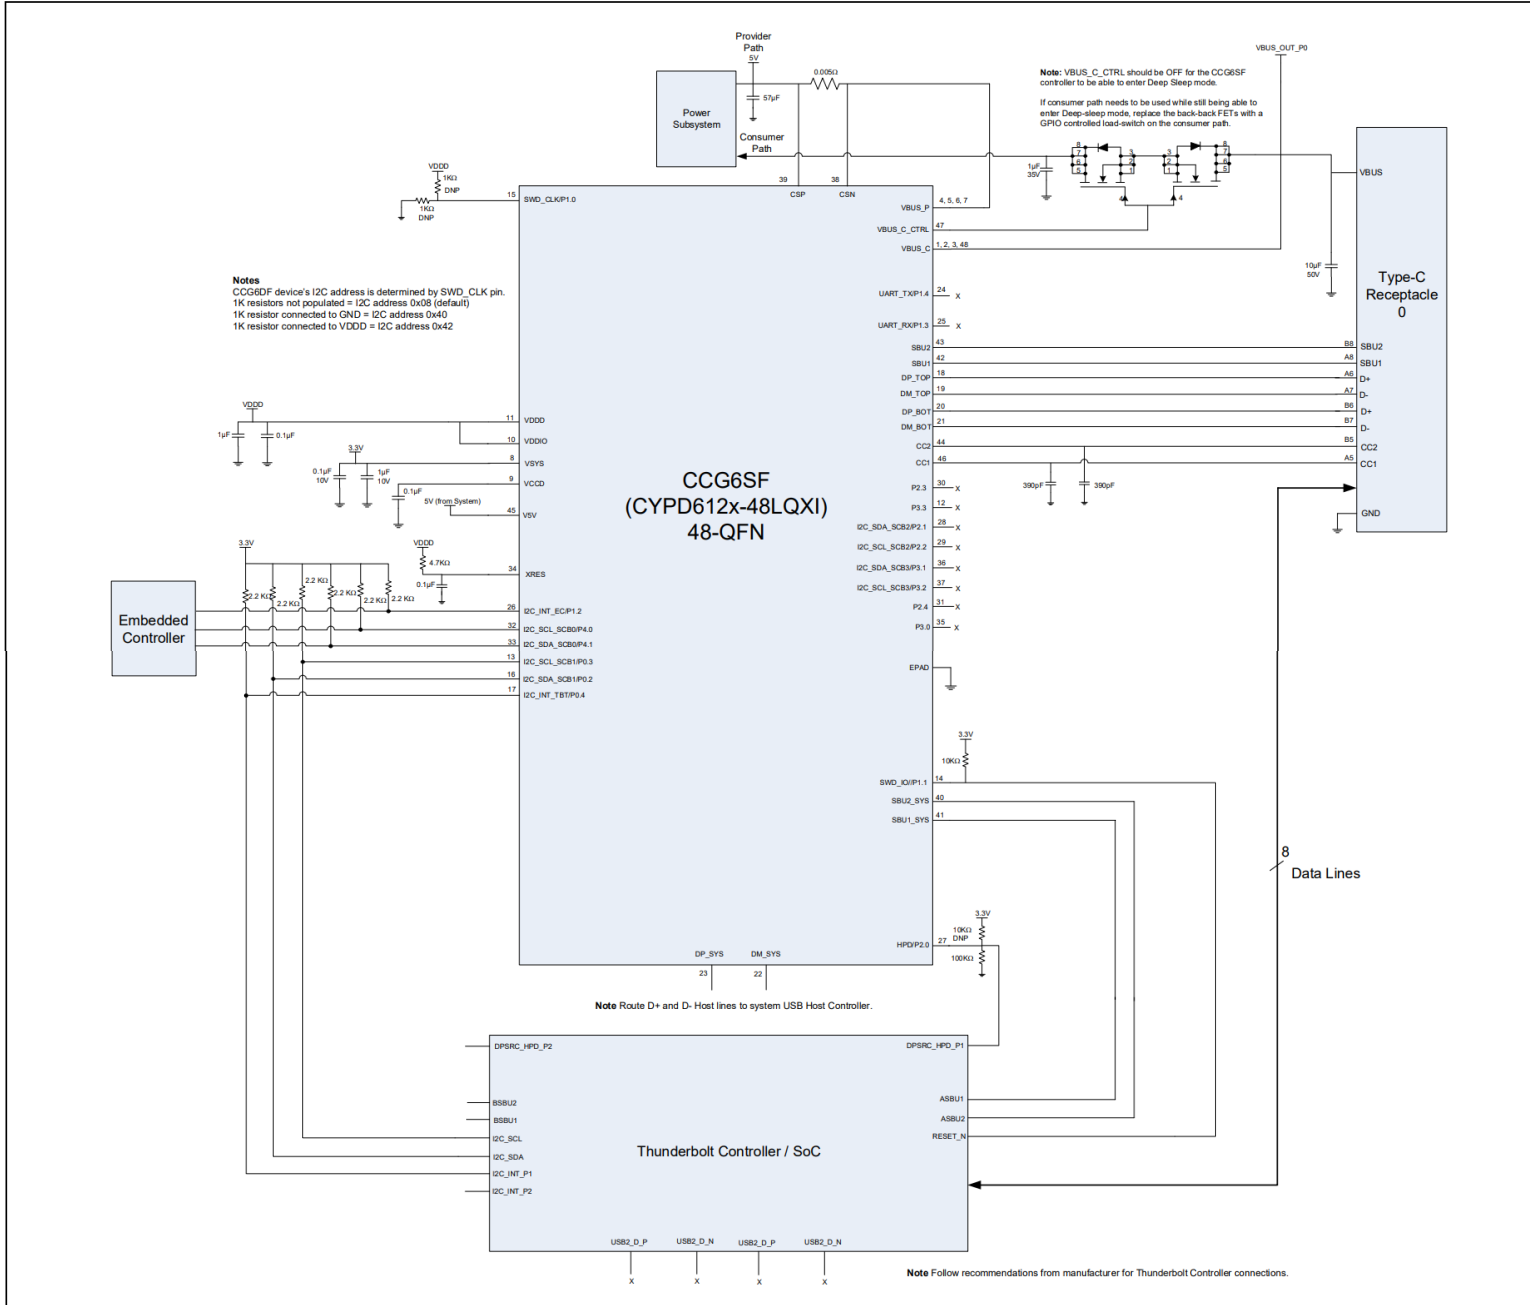 Provider
Path
5V
VBUS_OUT_P0
0.005Ω
57µF
Power
Subsystem
Consumer
Path
Note: VBUS_C_CTRL should be OFF for the CCG6SF
controller to be able to enter Deep Sleep mode.
If consumer path needs to be used while still being able to
enter Deep-sleep mode, replace the back-back FETs with a
GPIO controlled load-switch on the consumer path.
1µF
35V
8
7
6
5
3
2
1
4
3
2
1
8
7
6
5
4
VBUS
10µF
50V
Type-C
Receptacle
0
VDDD
1KΩ
DNP
1KΩ
DNP
15
SWD_CLK/P1.0
39
CSP
38
CSN
VBUS_P
4, 5, 6, 7
VBUS_C_CTRL
47
VBUS_C
1, 2, 3, 48
Notes
CCG6DF device's I2C address is determined by SWD_CLK pin.
1K resistors not populated = I2C address 0x08 (default)
1K resistor connected to GND = I2C address 0x40
1K resistor connected to VDDD = I2C address 0x42
UART_TX/P1.4
24
X
UART_RX/P1.3
25
X
SBU2
43
B8
SBU2
SBU1
42
A8
SBU1
DP_TOP
18
A6
D+
DM_TOP
19
A7
D-
DP_BOT
20
B6
D+
DM_BOT
21
B7
D-
CC2
44
B5
CC2
CC1
46
A5
CC1
390pF
390pF
GND
VDDD
1µF
0.1µF
11
VDDD
10
VDDIO
3.3V
0.1µF
10V
1µF
10V
8
VSYS
9
VCCD
0.1µF
5V (from System)
45
V5V
CCG6SF
(CYPD612x-48LQXI)
48-QFN
P2.3
30
X
P3.3
12
X
I2C_SDA_SCB2/P2.1
28
X
I2C_SCL_SCB2/P2.2
29
X
I2C_SDA_SCB3/P3.1
36
X
I2C_SCL_SCB3/P3.2
37
X
P2.4
31
X
P3.0
35
X
EPAD
VDDD
4.7KΩ
0.1µF
34
XRES
3.3V
2.2 KΩ
2.2 KΩ
2.2 KΩ
2.2 KΩ
2.2 KΩ
2.2 KΩ
Embedded
Controller
26
I2C_INT_EC/P1.2
32
I2C_SCL_SCB0/P4.0
33
I2C_SDA_SCB0/P4.1
13
I2C_SCL_SCB1/P0.3
16
I2C_SDA_SCB1/P0.2
17
I2C_INT_TBT/P0.4
3.3V
10KΩ
SWD_IO//P1.1
14
SBU2_SYS
40
SBU1_SYS
41
8
Data Lines
3.3V
10KΩ
DNP
100KΩ
HPD/P2.0
27
DP_SYS
23
DM_SYS
22
Note Route D+ and D- Host lines to system USB Host Controller.
DPSRC_HPD_P2
BSBU2
BSBU1
I2C_SCL
I2C_SDA
I2C_INT_P1
I2C_INT_P2
Thunderbolt Controller / SoC
DPSRC_HPD_P1
ASBU1
ASBU2
RESET_N
USB2_D_P
USB2_D_N
USB2_D_P
USB2_D_N
X
X
X
X
Note Follow recommendations from manufacturer for Thunderbolt Controller connections.